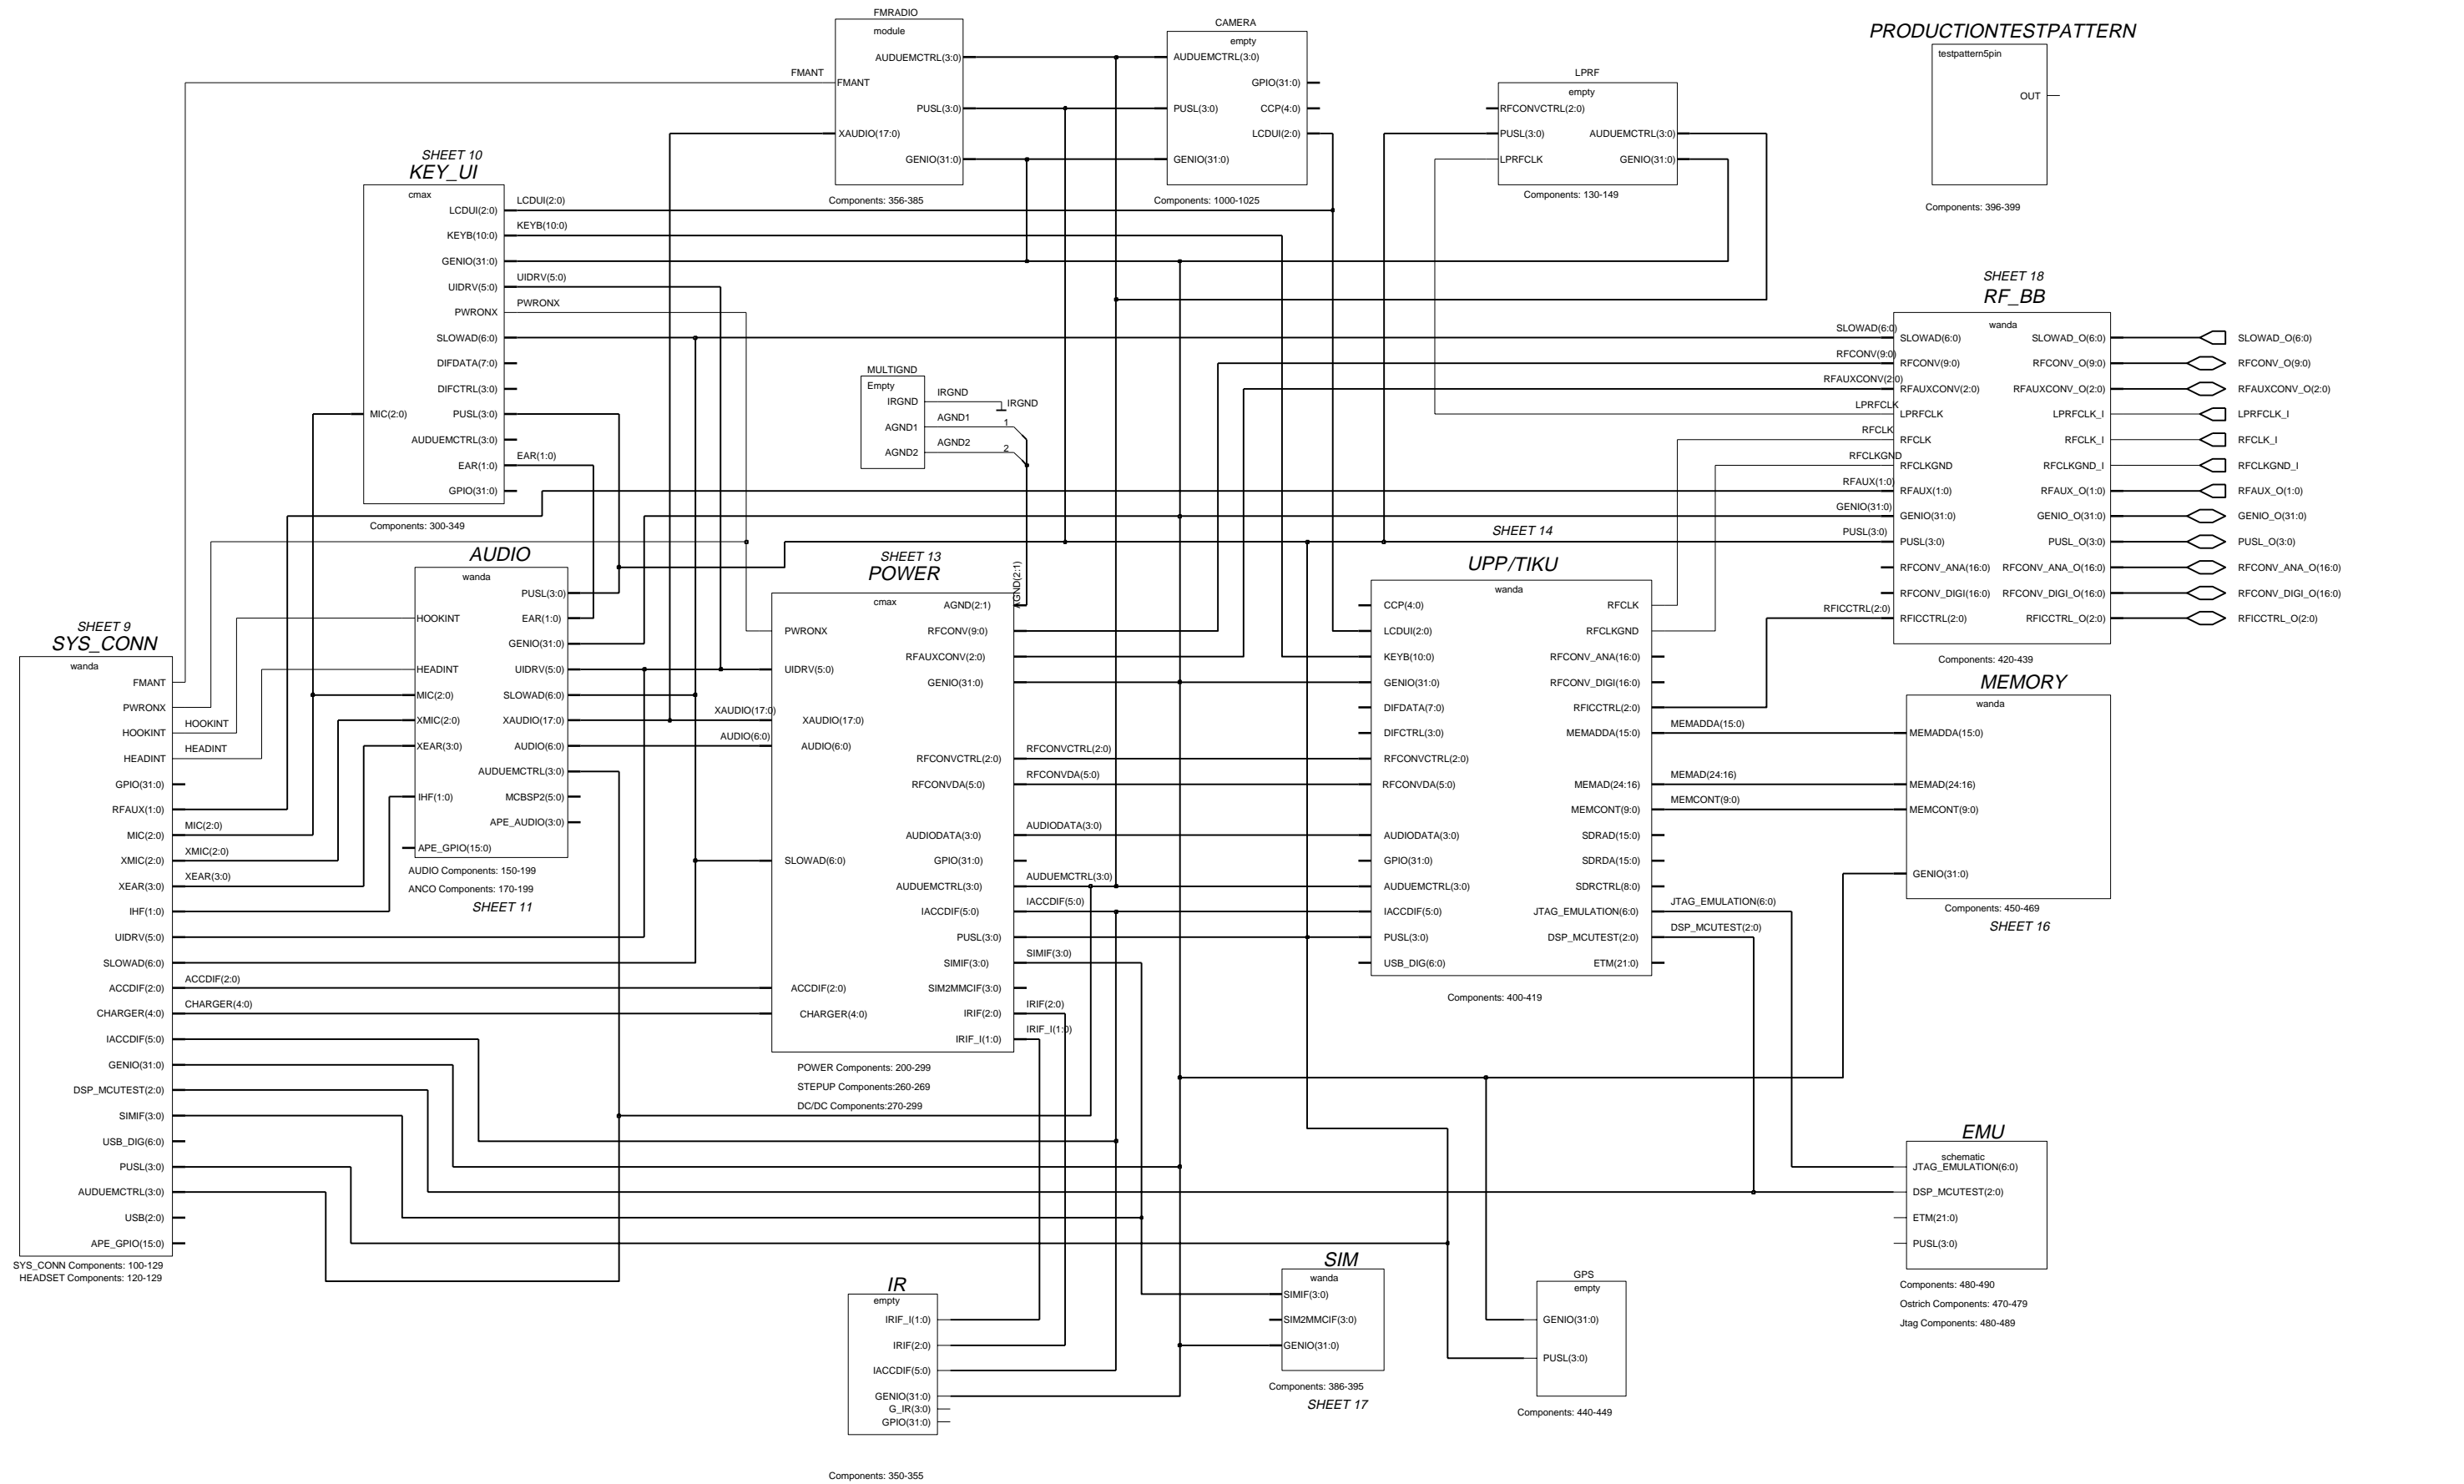 FMRADIO
module
AUDUEMCTRL(3:0)
FMANT
FMANT
PUSL(3:0)
XAUDIO(17:0)
GENIO(31:0)
Components: 356-385
CAMERA
empty
AUDUEMCTRL(3:0)
GPIO(31:0)
PUSL(3:0)
CCP(4:0)
LCDUI(2:0)
GENIO(31:0)
Components: 1000-1025
LPRF
empty
RFCONVCTRL(2:0)
PUSL(3:0)
AUDUEMCTRL(3:0)
LPRFCLK
GENIO(31:0)
Components: 130-149
PRODUCTIONTESTPATTERN
testpattern5pin
OUT
Components: 396-399
SHEET 10
KEY_UI
cmax
LCDUI(2:0)
LCDUI(2:0)
KEYB(10:0)
KEYB(10:0)
GENIO(31:0)
UIDRV(5:0)
UIDRV(5:0)
PWRONX
PWRONX
SLOWAD(6:0)
DIFDATA(7:0)
DIFCTRL(3:0)
MIC(2:0)
PUSL(3:0)
AUDUEMCTRL(3:0)
EAR(1:0)
EAR(1:0)
GPIO(31:0)
Components: 300-349
MULTIGND
Empty
IRGND
IRGND
IRGND
AGND1
AGND1
1
AGND2
AGND2
2
SHEET 18
RF_BB
wanda
SLOWAD(6:0)
SLOWAD(6:0)
SLOWAD_O(6:0)
SLOWAD_O(6:0)
RFCONV(9:0)
RFCONV(9:0)
RFCONV_O(9:0)
RFCONV_O(9:0)
RFAUXCONV(2:0)
RFAUXCONV(2:0)
RFAUXCONV_O(2:0)
RFAUXCONV_O(2:0)
LPRFCLK
LPRFCLK
LPRFCLK_I
LPRFCLK_I
RFCLK
RFCLK
RFCLK_I
RFCLK_I
RFCLKGND
RFCLKGND
RFCLKGND_I
RFCLKGND_I
RFAUX(1:0)
RFAUX(1:0)
RFAUX_O(1:0)
RFAUX_O(1:0)
GENIO(31:0)
GENIO(31:0)
GENIO_O(31:0)
GENIO_O(31:0)
PUSL(3:0)
PUSL(3:0)
PUSL_O(3:0)
PUSL_O(3:0)
RFCONV_ANA(16:0)
RFCONV_ANA_O(16:0)
RFCONV_ANA_O(16:0)
RFCONV_DIGI(16:0)
RFCONV_DIGI_O(16:0)
RFCONV_DIGI_O(16:0)
RFICCTRL(2:0)
RFICCTRL(2:0)
RFICCTRL_O(2:0)
RFICCTRL_O(2:0)
Components: 420-439
AUDIO
wanda
PUSL(3:0)
HOOKINT
EAR(1:0)
GENIO(31:0)
HEADINT
UIDRV(5:0)
MIC(2:0)
SLOWAD(6:0)
XMIC(2:0)
XAUDIO(17:0)
XEAR(3:0)
AUDIO(6:0)
AUDUEMCTRL(3:0)
IHF(1:0)
MCBSP2(5:0)
APE_AUDIO(3:0)
APE_GPIO(15:0)
AUDIO Components: 150-199
ANCO Components: 170-199
SHEET 11
SHEET 13
POWER
cmax
AGND(2:1)
AGND(2:1)
PWRONX
RFCONV(9:0)
RFAUXCONV(2:0)
UIDRV(5:0)
GENIO(31:0)
XAUDIO(17:0)
XAUDIO(17:0)
AUDIO(6:0)
AUDIO(6:0)
RFCONVCTRL(2:0)
RFCONVCTRL(2:0)
RFCONVDA(5:0)
RFCONVDA(5:0)
AUDIODATA(3:0)
AUDIODATA(3:0)
SLOWAD(6:0)
GPIO(31:0)
AUDUEMCTRL(3:0)
AUDUEMCTRL(3:0)
IACCDIF(5:0)
IACCDIF(5:0)
PUSL(3:0)
SIMIF(3:0)
SIMIF(3:0)
ACCDIF(2:0)
SIM2MMCIF(3:0)
CHARGER(4:0)
IRIF(2:0)
IRIF(2:0)
IRIF_I(1:0)
IRIF_I(1:0)
POWER Components: 200-299
STEPUP Components:260-269
DC/DC Components:270-299
SHEET 14
UPP/TIKU
wanda
CCP(4:0)
RFCLK
LCDUI(2:0)
RFCLKGND
KEYB(10:0)
RFCONV_ANA(16:0)
GENIO(31:0)
RFCONV_DIGI(16:0)
DIFDATA(7:0)
RFICCTRL(2:0)
DIFCTRL(3:0)
MEMADDA(15:0)
MEMADDA(15:0)
RFCONVCTRL(2:0)
RFCONVDA(5:0)
MEMAD(24:16)
MEMAD(24:16)
MEMCONT(9:0)
MEMCONT(9:0)
AUDIODATA(3:0)
SDRAD(15:0)
GPIO(31:0)
SDRDA(15:0)
AUDUEMCTRL(3:0)
SDRCTRL(8:0)
IACCDIF(5:0)
JTAG_EMULATION(6:0)
JTAG_EMULATION(6:0)
PUSL(3:0)
DSP_MCUTEST(2:0)
DSP_MCUTEST(2:0)
USB_DIG(6:0)
ETM(21:0)
Components: 400-419
MEMORY
wanda
MEMADDA(15:0)
MEMAD(24:16)
MEMCONT(9:0)
GENIO(31:0)
Components: 450-469
SHEET 16
SHEET 9
SYS_CONN
wanda
FMANT
PWRONX
HOOKINT
HOOKINT
HEADINT
HEADINT
GPIO(31:0)
RFAUX(1:0)
MIC(2:0)
MIC(2:0)
XMIC(2:0)
XMIC(2:0)
XEAR(3:0)
XEAR(3:0)
IHF(1:0)
UIDRV(5:0)
SLOWAD(6:0)
ACCDIF(2:0)
ACCDIF(2:0)
CHARGER(4:0)
CHARGER(4:0)
IACCDIF(5:0)
GENIO(31:0)
DSP_MCUTEST(2:0)
SIMIF(3:0)
USB_DIG(6:0)
PUSL(3:0)
AUDUEMCTRL(3:0)
USB(2:0)
APE_GPIO(15:0)
SYS_CONN Components: 100-129
HEADSET Components: 120-129
EMU
schematic
JTAG_EMULATION(6:0)
DSP_MCUTEST(2:0)
ETM(21:0)
PUSL(3:0)
Components: 480-490
Ostrich Components: 470-479
Jtag Components: 480-489
IR
empty
IRIF_I(1:0)
IRIF(2:0)
IACCDIF(5:0)
GENIO(31:0)
G_IR(3:0)
GPIO(31:0)
Components: 350-355
SIM
wanda
SIMIF(3:0)
SIM2MMCIF(3:0)
GENIO(31:0)
Components: 386-395
SHEET 17
GPS
empty
GENIO(31:0)
PUSL(3:0)
Components: 440-449